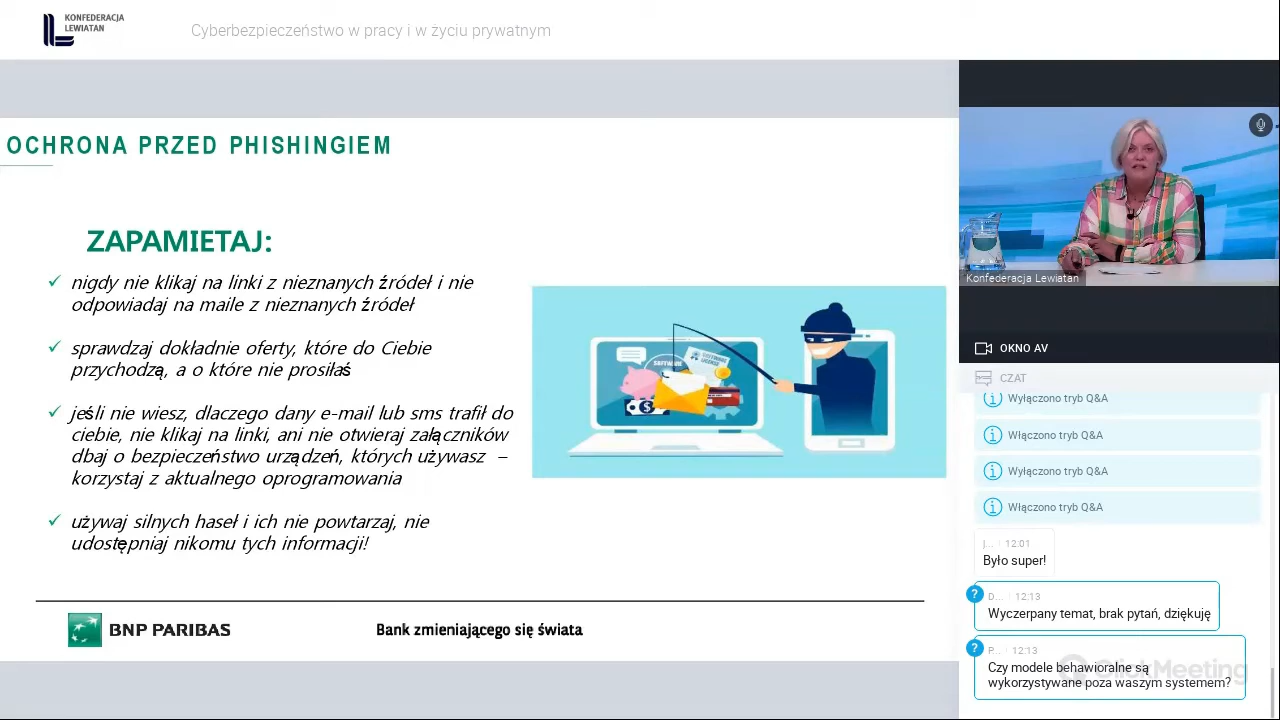 KONFEDERACJA
LEWIATAN
Cyberbezpieczeństwo w pracy i w życiu prywatnym
OCHRONA PRZED PHISHINGIEM
ZAPAMIETAJ:
nigdy nie klikaj na linki z nieznanych źródeł i nie
odpowiadaj na maile z nieznanych źródeł
sprawdzaj dokładnie oferty, które do Ciebie
przychodzą, a o które nie prosiłaś
jeśli nie wiesz, dlaczego dany e-mail lub sms trafił do
ciebie, nie klikaj na linki, ani nie otwieraj załączników
dbaj o bezpieczeństwo urządzeń, których używasz –
korzystaj z aktualnego oprogramowania
używaj silnych haseł i ich nie powtarzaj, nie
udostępniaj nikomu tych informacji!
SOFTWARE
SOFTWARE
LICENSE
BNP PARIBAS
Bank zmieniającego się świata
Konfederacja Lewiatan
OKNO AV
CZAT
Wyłączono tryb Q&A
Włączono tryb Q&A
Wyłączono tryb Q&A
Włączono tryb Q&A
J... 12:01
Było super!
D... 12:13
Wyczerpany temat, brak pytań, dziękuję
P... 12:13
Czy modele behawioralne są
wykorzystywane poza waszym systemem?
ClickMeeting